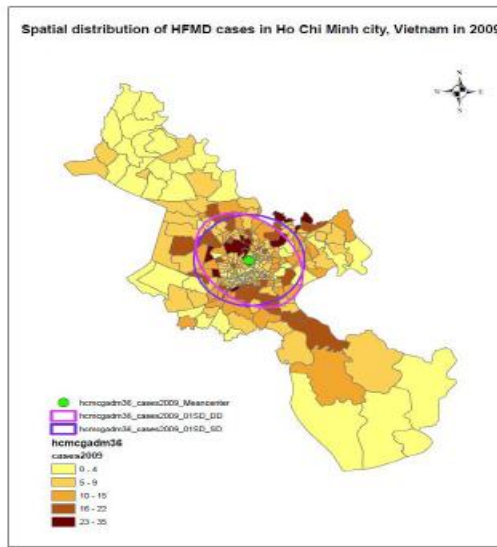 Spatial distribution of HFMD cases in Ho Chi Minh city, Vietnam in 2009
N
W
E
S
hcmcgadm36_cases2009_Meancenter
hcmcgadm36_cases2009_01SD_DD
hcmcgadm36_cases2009_01SD_SD
hcmcgadm36
cases2009
0 - 4
5 - 9
10 - 15
16 - 22
23 - 35